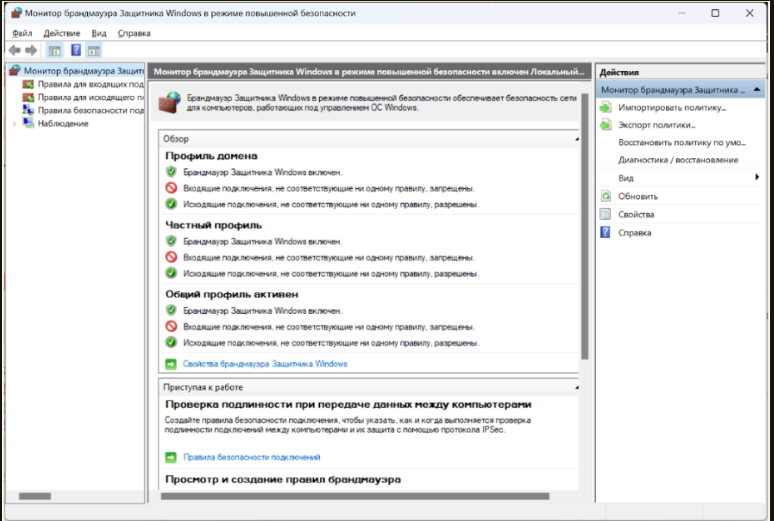 Монитор брандмауэра Защитника Windows в режиме повышенной безопасности
Файл Действие Вид Справка
Монитор брандмауэра Защит
Правила для входящих под
Правила для исходящего п
Правила безопасности под
Наблюдение
Монитор брандмауэра Защитника Windows в режиме повышенной безопасности включен Локальный...
Брандмауэр Защитника Windows в режиме повышенной безопасности обеспечивает безопасность сети
для компьютеров, работающих под управлением ОС Windows.
Обзор
Профиль домена
Брандмауэр Защитника Windows включен.
Входящие подключения, не соответствующие ни одному правилу, запрещены.
Исходящие подключения, не соответствующие ни одному правилу, разрешены.
Частный профиль
Брандмауэр Защитника Windows включен.
Входящие подключения, не соответствующие ни одному правилу, запрещены.
Исходящие подключения, не соответствующие ни одному правилу, разрешены.
Общий профиль активен
Брандмауэр Защитника Windows включен.
Входящие подключения, не соответствующие ни одному правилу, запрещены.
Исходящие подключения, не соответствующие ни одному правилу, разрешены.
Свойства брандмауэра Защитника Windows
Приступая к работе
Проверка подлинности при передаче данных между компьютерами
Создайте правила безопасности подключения, чтобы указать, как и когда выполняется проверка
подлинности подключений между компьютерами и их защита с помощью протокола IPSec.
Правила безопасности подключений
Просмотр и создание правил брандмауэра
Действия
Монитор брандмауэра Защитника ...
Импортировать политику...
Экспорт политики...
Восстановить политику по умо...
Диагностика / восстановление
Вид
Обновить
Свойства
Справка